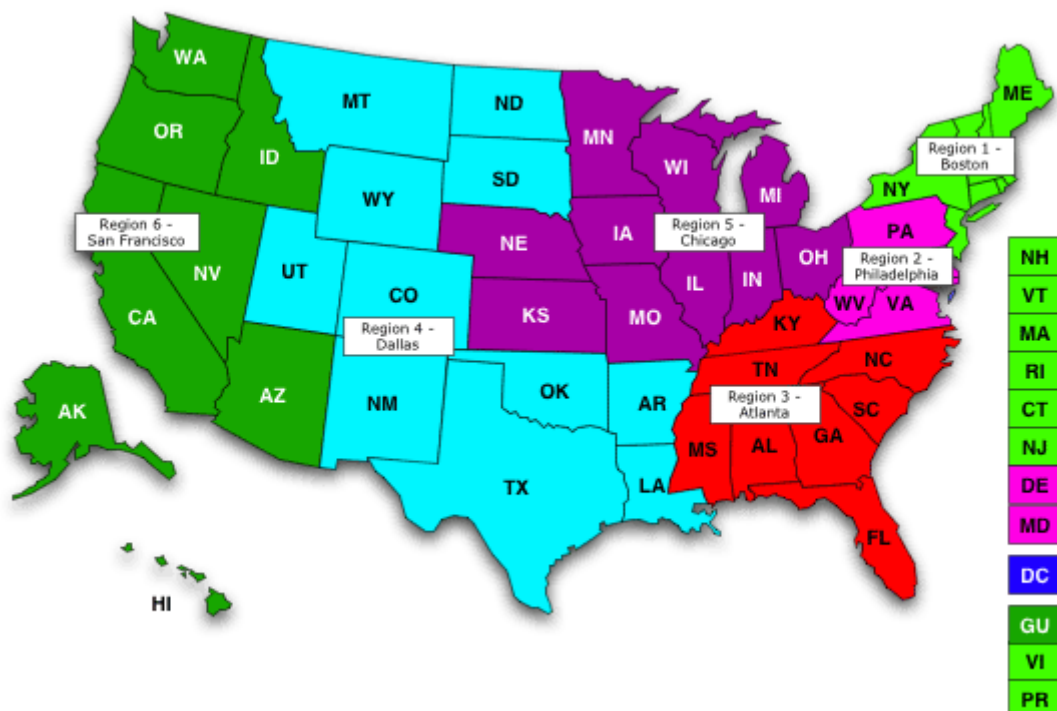 WA
OR
ID
MT
ND
MN
ME
Region 1 -
Boston
WI
SD
WY
MI
NY
Region 6 -
San Francisco
Region 5 -
Chicago
PA
NE
IA
NV
UT
CO
OH
Region 2 -
Philadelphia
NH
IL
IN
VT
CA
KS
MO
WV
VA
Region 4 -
Dallas
KY
MA
TN
NC
RI
AK
AZ
NM
OK
AR
Region 3 -
Atlanta
SC
CT
MS
AL
GA
NJ
TX
LA
DE
MD
FL
DC
HI
GU
VI
PR